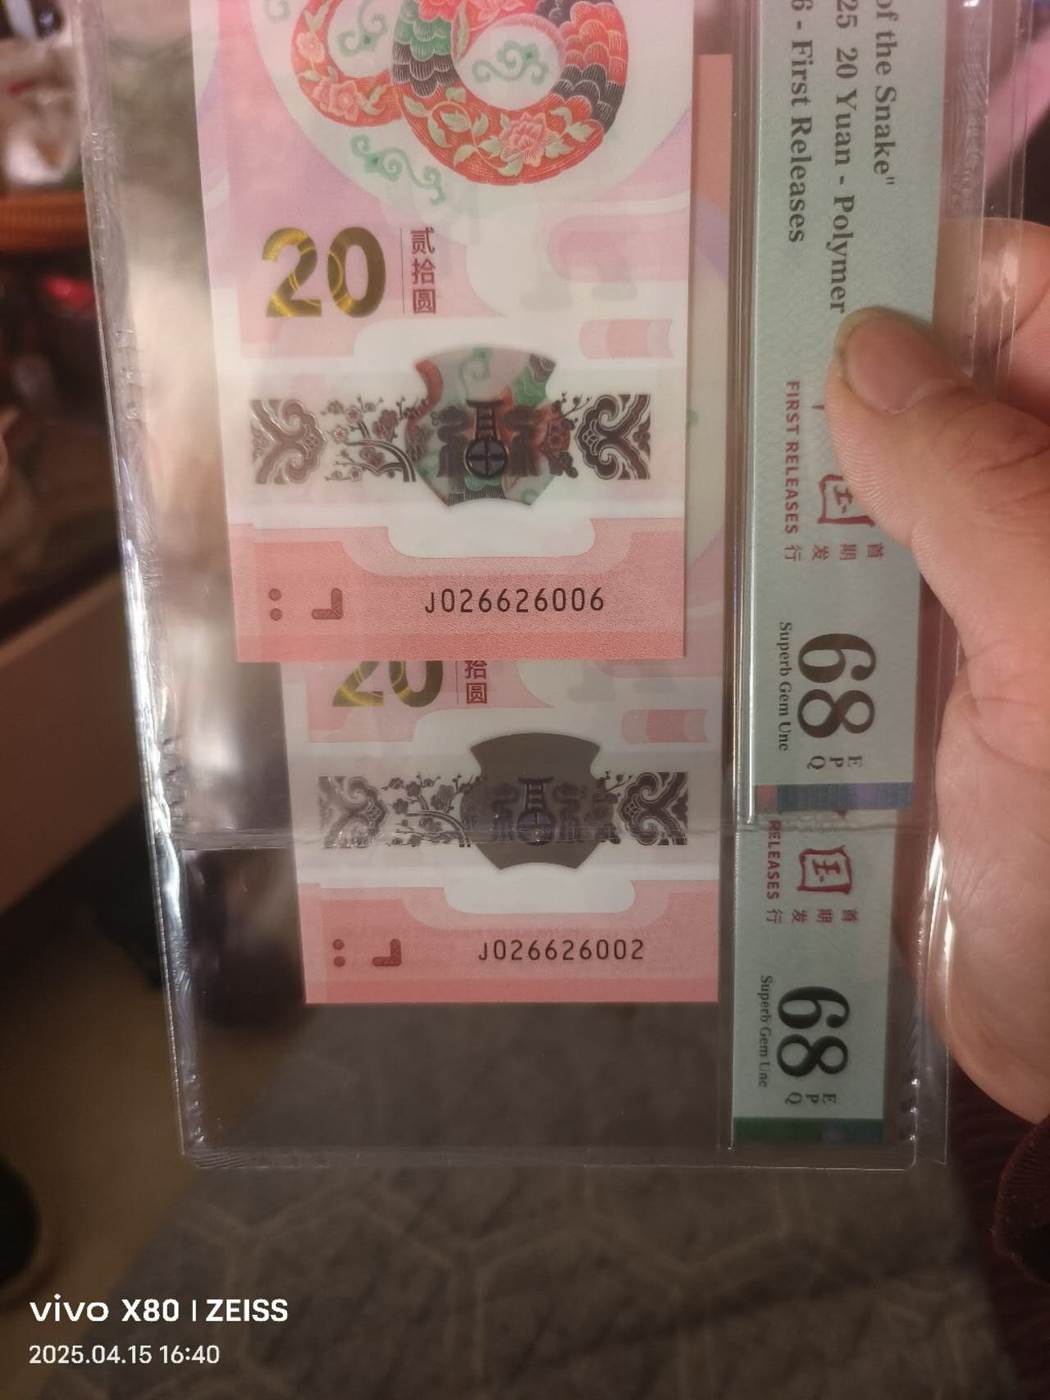 of the Snake"
25 20 Yuan - Polymer
6 - First Releases
20
贰拾圆
FIRST RELEASES
首期发行
J026626006
68
EPQ
Superb Gem Unc
20
拾圆
RELEASES
首期发行
J026626002
68
EPQ
Superb Gem Unc
vivo X80 | ZEISS
2025.04.15 16:40